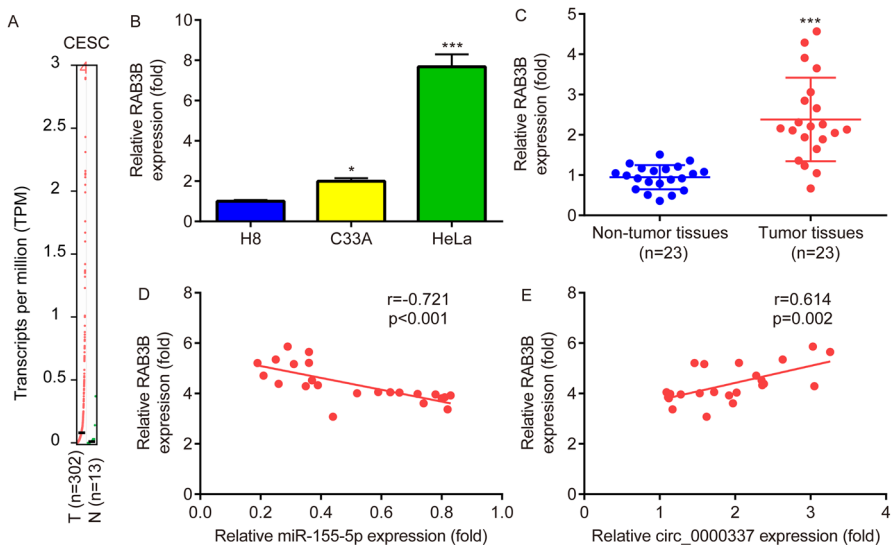 A
CESC
Transcripts per million (TPM)
3
2.5
2
1.5
1
0.5
0
T (n=302)
N (n=13)
B
Relative RAB3B
expression (fold)
10
8
6
4
2
0
*
***
H8
C33A
HeLa
C
Relative RAB3B
expression (fold)
5
4
3
2
1
0
***
Non-tumor tissues
(n=23)
Tumor tissues
(n=23)
D
Relative RAB3B
expresison (fold)
8
6
4
2
0
r=-0.721
p<0.001
0.0 0.2 0.4 0.6 0.8 1.0
Relative miR-155-5p expression (fold)
E
Relative RAB3B
expresison (fold)
8
6
4
2
0
r=0.614
p=0.002
0 1 2 3 4
Relative circ_0000337 expression (fold)